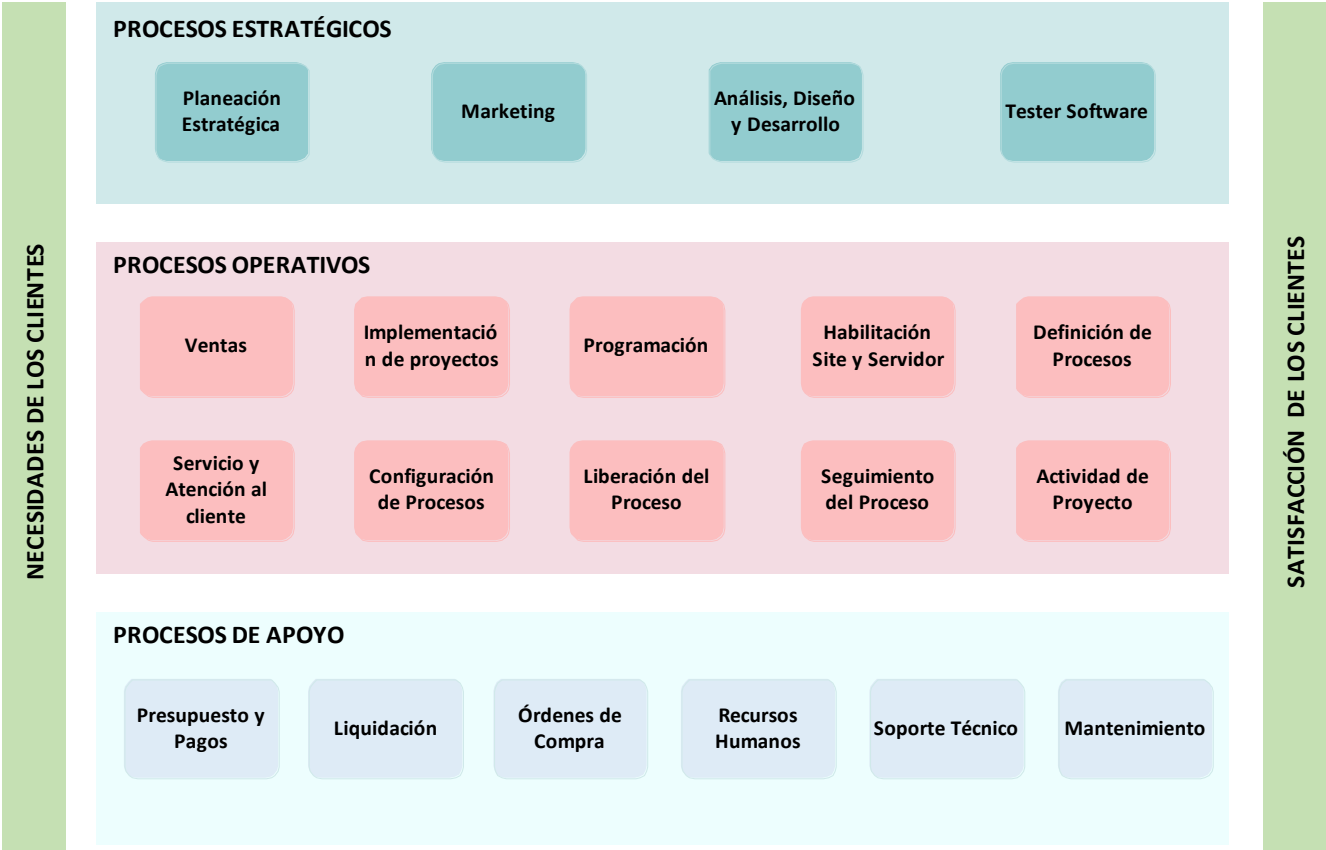 NECESIDADES DE LOS CLIENTES
PROCESOS ESTRATÉGICOS
Planeación
Estratégica
Marketing
Análisis, Diseño
y Desarrollo
Tester Software
PROCESOS OPERATIVOS
Ventas
Implementació
n de proyectos
Programación
Habilitación
Site y Servidor
Definición de
Procesos
Servicio y
Atención al
cliente
Configuración
de Procesos
Liberación del
Proceso
Seguimiento
del Proceso
Actividad de
Proyecto
PROCESOS DE APOYO
Presupuesto y
Pagos
Liquidación
Órdenes de
Compra
Recursos
Humanos
Soporte Técnico
Mantenimiento
SATISFACCIÓN DE LOS CLIENTES